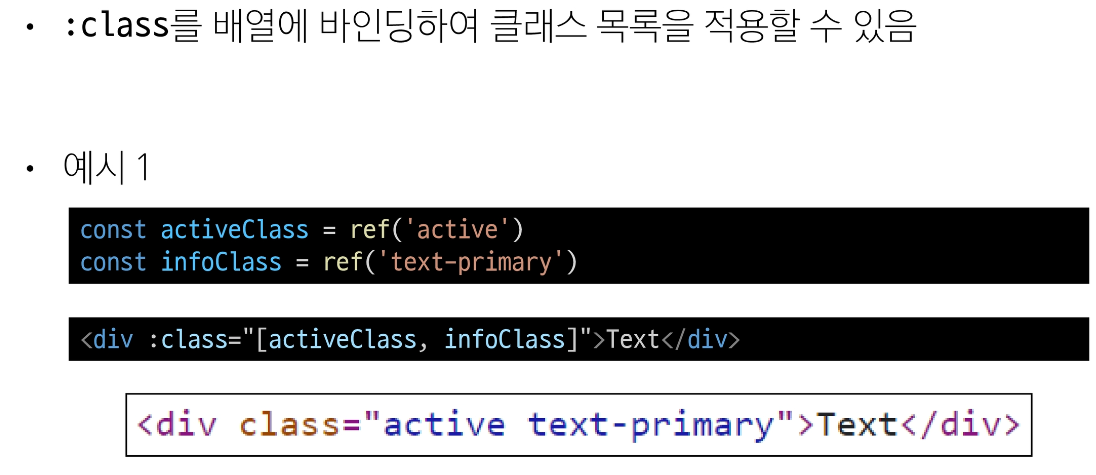 • :class를 배열에 바인딩하여 클래스 목록을 적용할 수 있음
• 예시 1
const activeClass = ref('active')
const infoClass = ref('text-primary')
<div :class="[activeClass, infoClass]">Text</div>
<div class="active text-primary">Text</div>